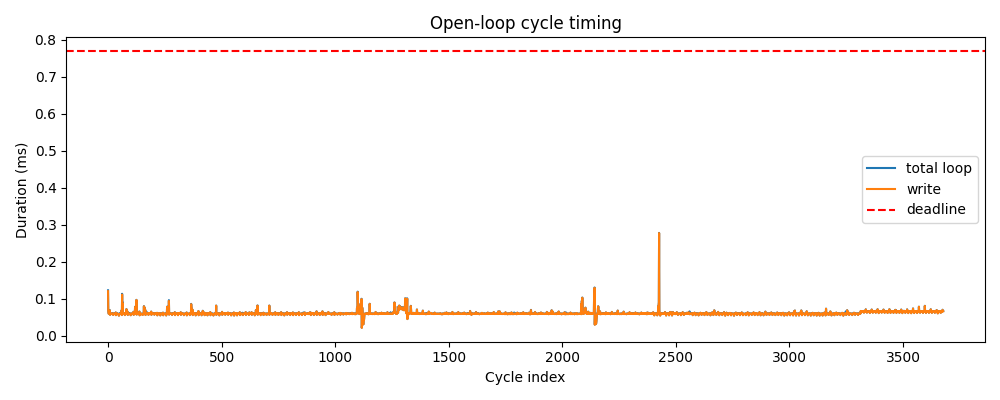 Open-loop cycle timing
0.8
0.7
0.6
0.5
0.4
0.3
0.2
0.1
0.0
Duration (ms)
total loop
write
deadline
0 500 1000 1500 2000 2500 3000 3500
Cycle index